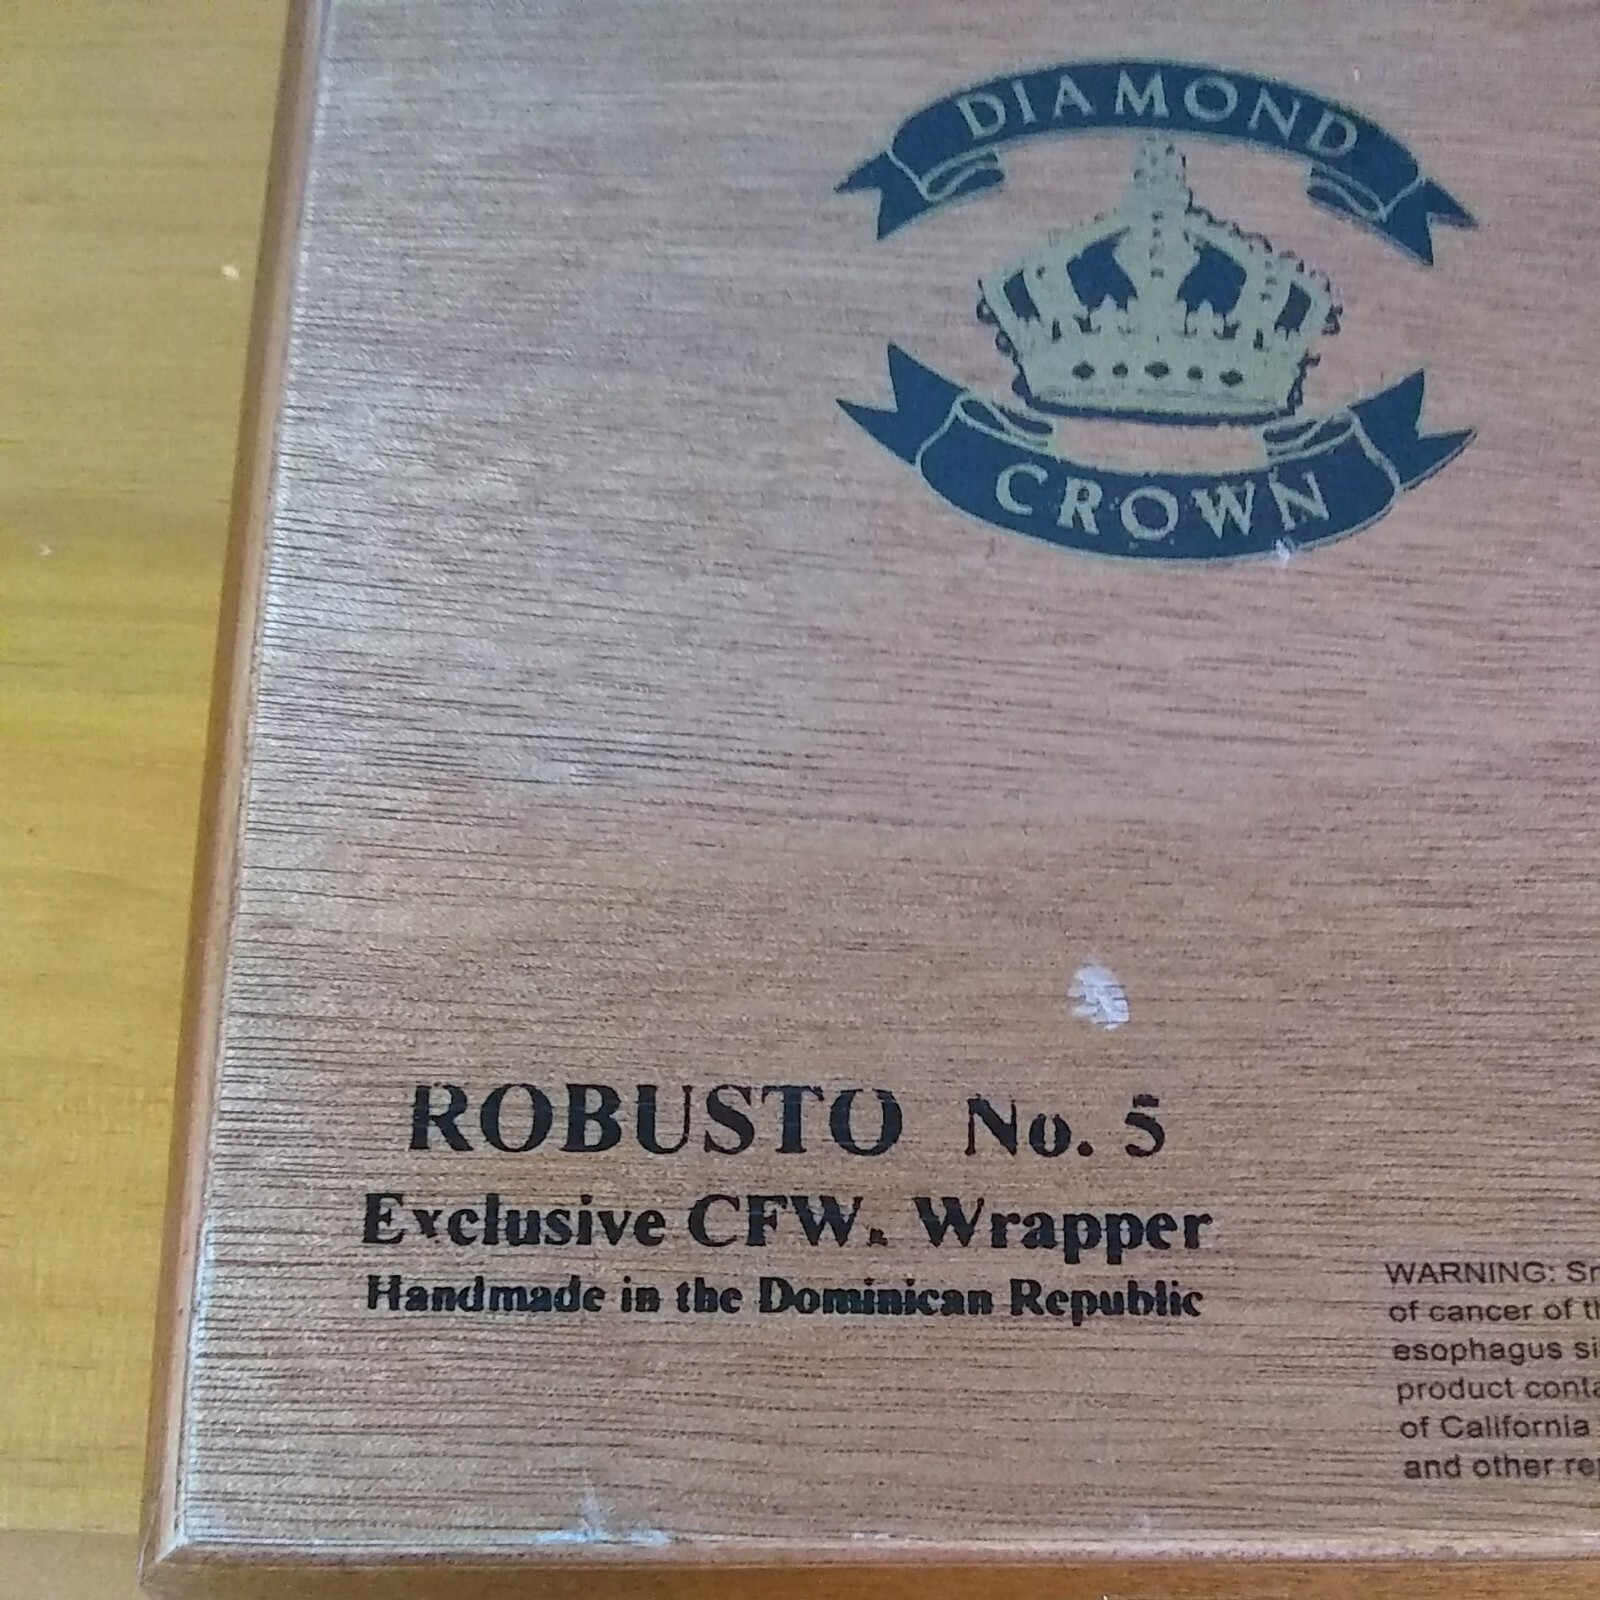 DIAMOND
CROWN
ROBUSTO No. 5
Exclusive CFW. Wrapper
Handmade in the Dominican Republic
WARNING:
of cancer of
esophagus
product
of California
and other